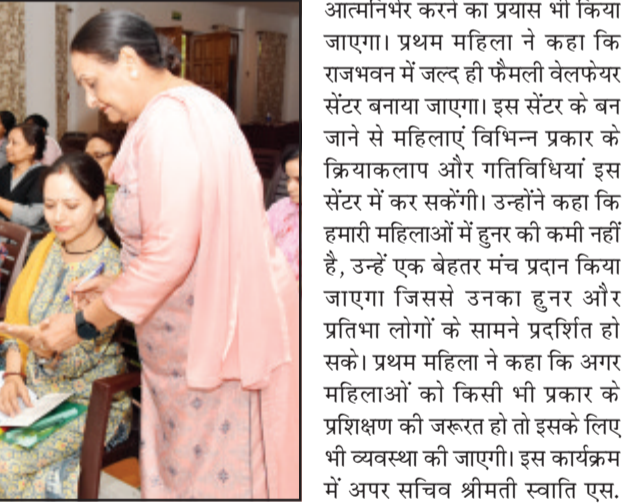 आत्मनिर्भर करने का प्रयास भी किया
जाएगा। प्रथम महिला ने कहा कि
राजभवन में जल्द ही फैमली वेलफेयर
सेंटर बनाया जाएगा। इस सेंटर के बन
जाने से महिलाएं विभिन्न प्रकार के
क्रियाकलाप और गतिविधियां इस
सेंटर में कर सकेंगी। उन्होंने कहा कि
हमारी महिलाओं में हुनर की कमी नहीं
है, उन्हें एक बेहतर मंच प्रदान किया
जाएगा जिससे उनका हुनर और
प्रतिभा लोगों के सामने प्रदर्शित हो
सके। प्रथम महिला ने कहा कि अगर
महिलाओं को किसी भी प्रकार के
प्रशिक्षण की जरूरत हो तो इसके लिए
भी व्यवस्था की जाएगी। इस कार्यक्रम
में अपर सचिव श्रीमती स्वाति एस.